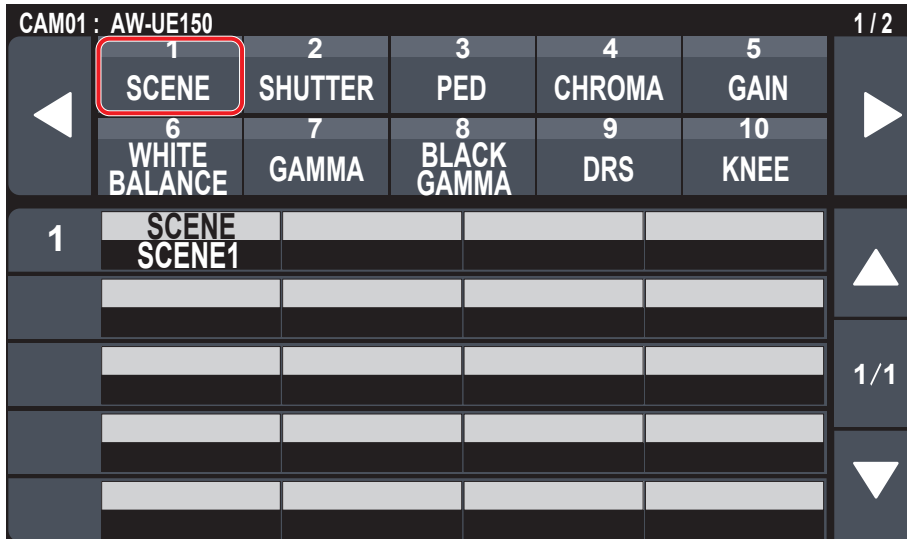 CAM01 : AW-UE150
1 / 2
1
2
3
4
5
SCENE
SHUTTER
PED
CHROMA
GAIN
6
7
8
9
10
WHITE
BALANCE
GAMMA
BLACK
GAMMA
DRS
KNEE
1
SCENE
SCENE1
1/1